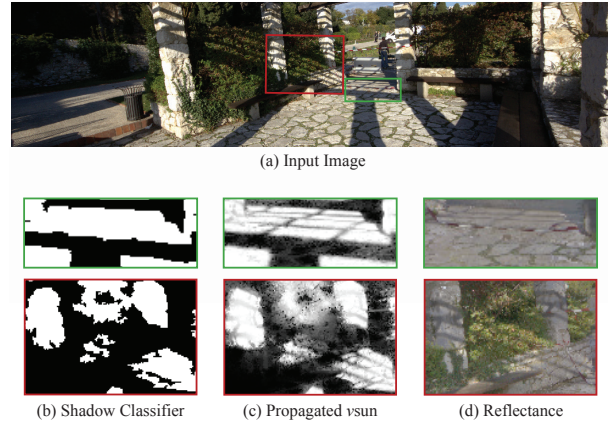 (a) Input Image
(b) Shadow Classifier
(c) Propagated vsun
(d) Reflectance